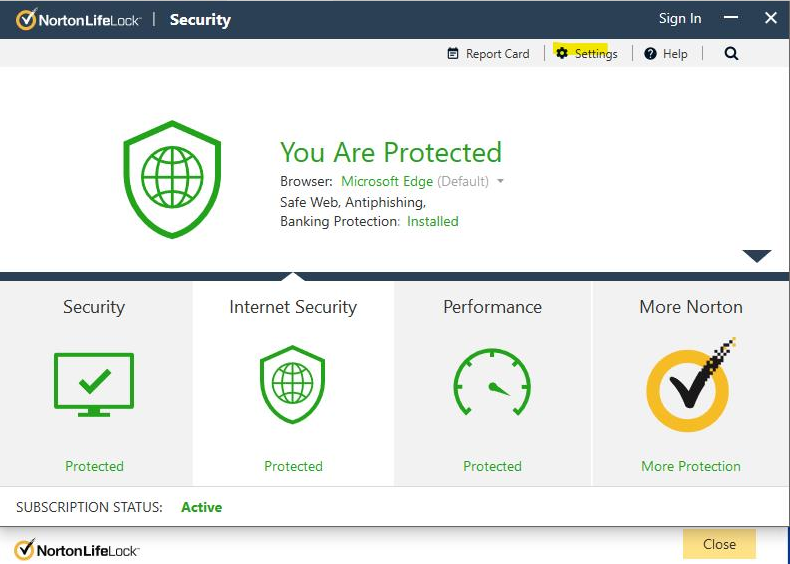 NortonLifeLock | Security Sign In
Report Card | Settings | Help |
You Are Protected
Browser: Microsoft Edge (Default)
Safe Web, Antiphishing,
Banking Protection: Installed
Security Internet Security Performance More Norton
Protected Protected Protected More Protection
SUBSCRIPTION STATUS: Active
NortonLifeLock Close